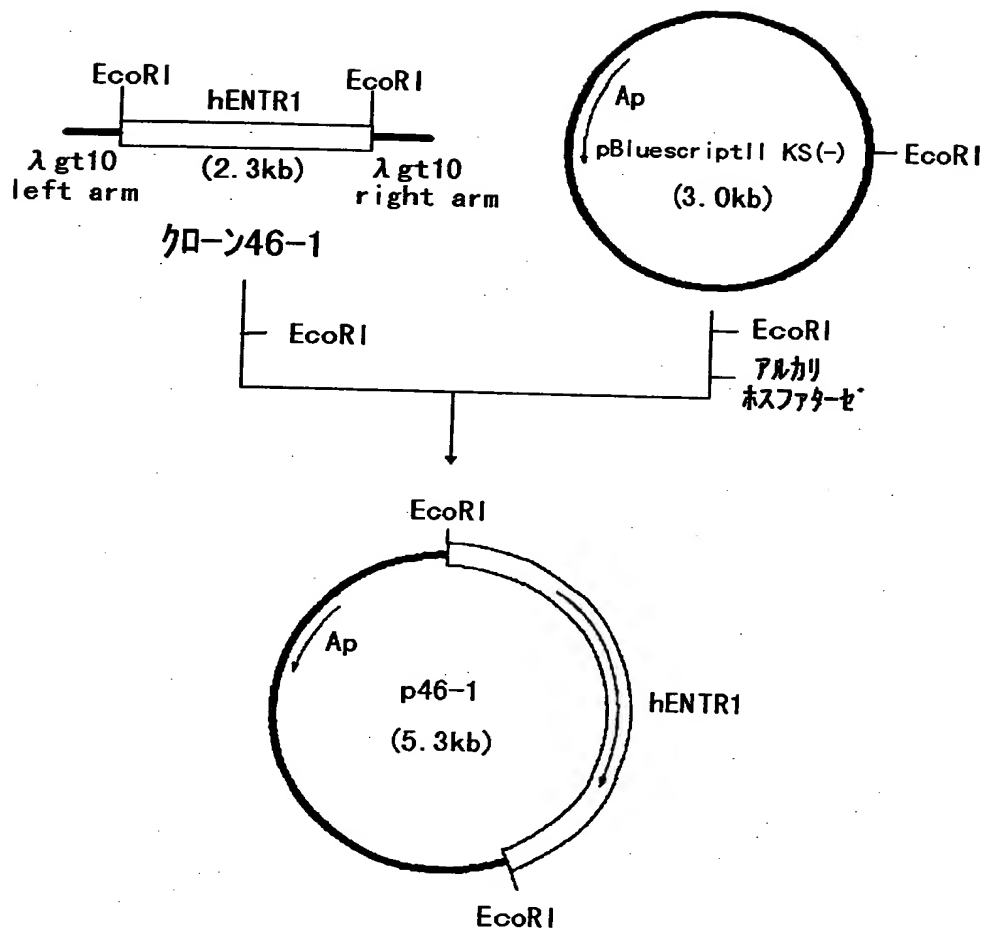 EcoRI
EcoRI
hENTR1
(2.3kb)
λgt10
left arm
λgt10
right arm
クローン46-1
Ap
pBluescriptII KS(-)
(3.0kb)
EcoRI
EcoRI
EcoRI
アルカリ
ホスファターゼ
EcoRI
Ap
p46-1
(5.3kb)
hENTR1
EcoRI